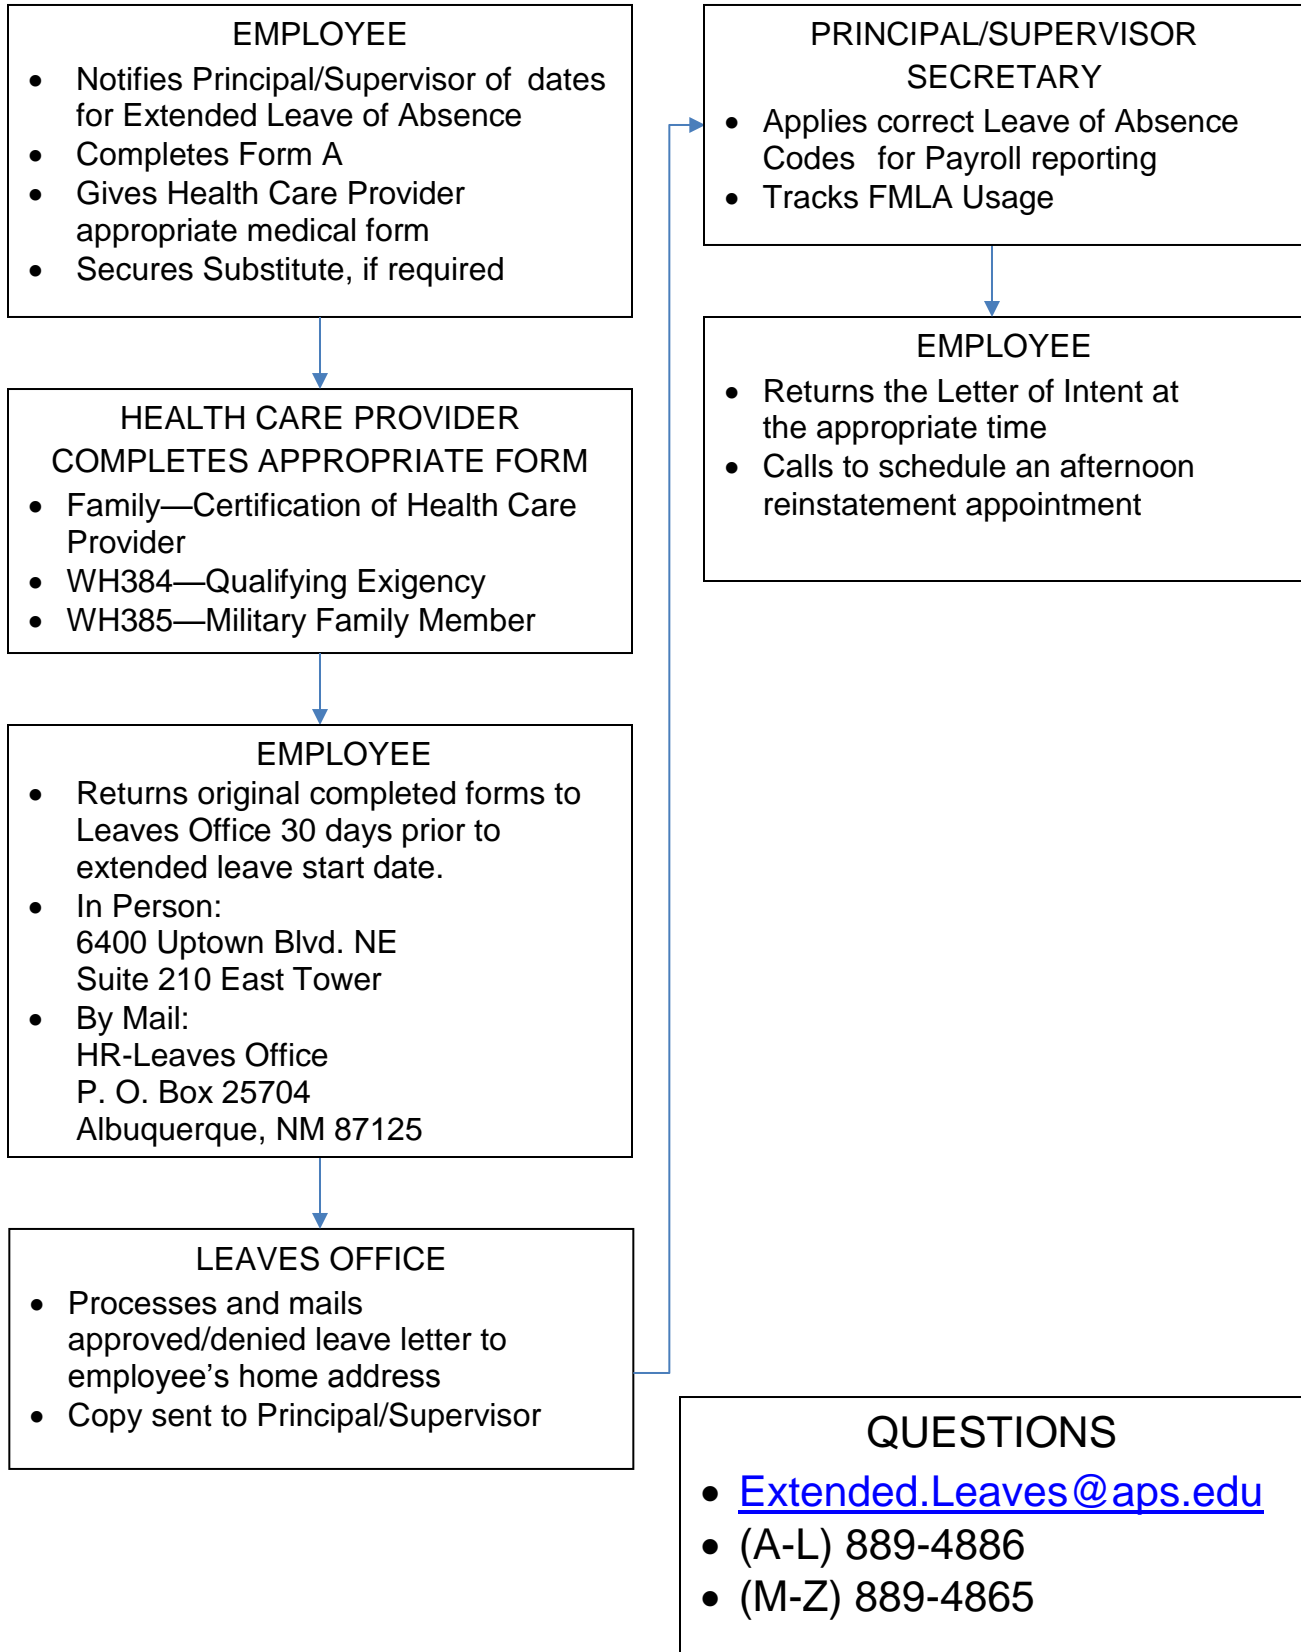 EMPLOYEE
• Notifies Principal/Supervisor of dates
for Extended Leave of Absence
• Completes Form A
• Gives Health Care Provider
appropriate medical form
• Secures Substitute, if required
HEALTH CARE PROVIDER
COMPLETES APPROPRIATE FORM
• Family—Certification of Health Care
Provider
• WH384—Qualifying Exigency
• WH385—Military Family Member
EMPLOYEE
• Returns original completed forms to
Leaves Office 30 days prior to
extended leave start date.
• In Person:
6400 Uptown Blvd. NE
Suite 210 East Tower
• By Mail:
HR-Leaves Office
P. O. Box 25704
Albuquerque, NM 87125
LEAVES OFFICE
• Processes and mails
approved/denied leave letter to
employee’s home address
• Copy sent to Principal/Supervisor
PRINCIPAL/SUPERVISOR
SECRETARY
• Applies correct Leave of Absence
Codes for Payroll reporting
• Tracks FMLA Usage
EMPLOYEE
• Returns the Letter of Intent at
the appropriate time
• Calls to schedule an afternoon
reinstatement appointment
QUESTIONS
• Extended.Leaves@aps.edu
• (A-L) 889-4886
• (M-Z) 889-4865